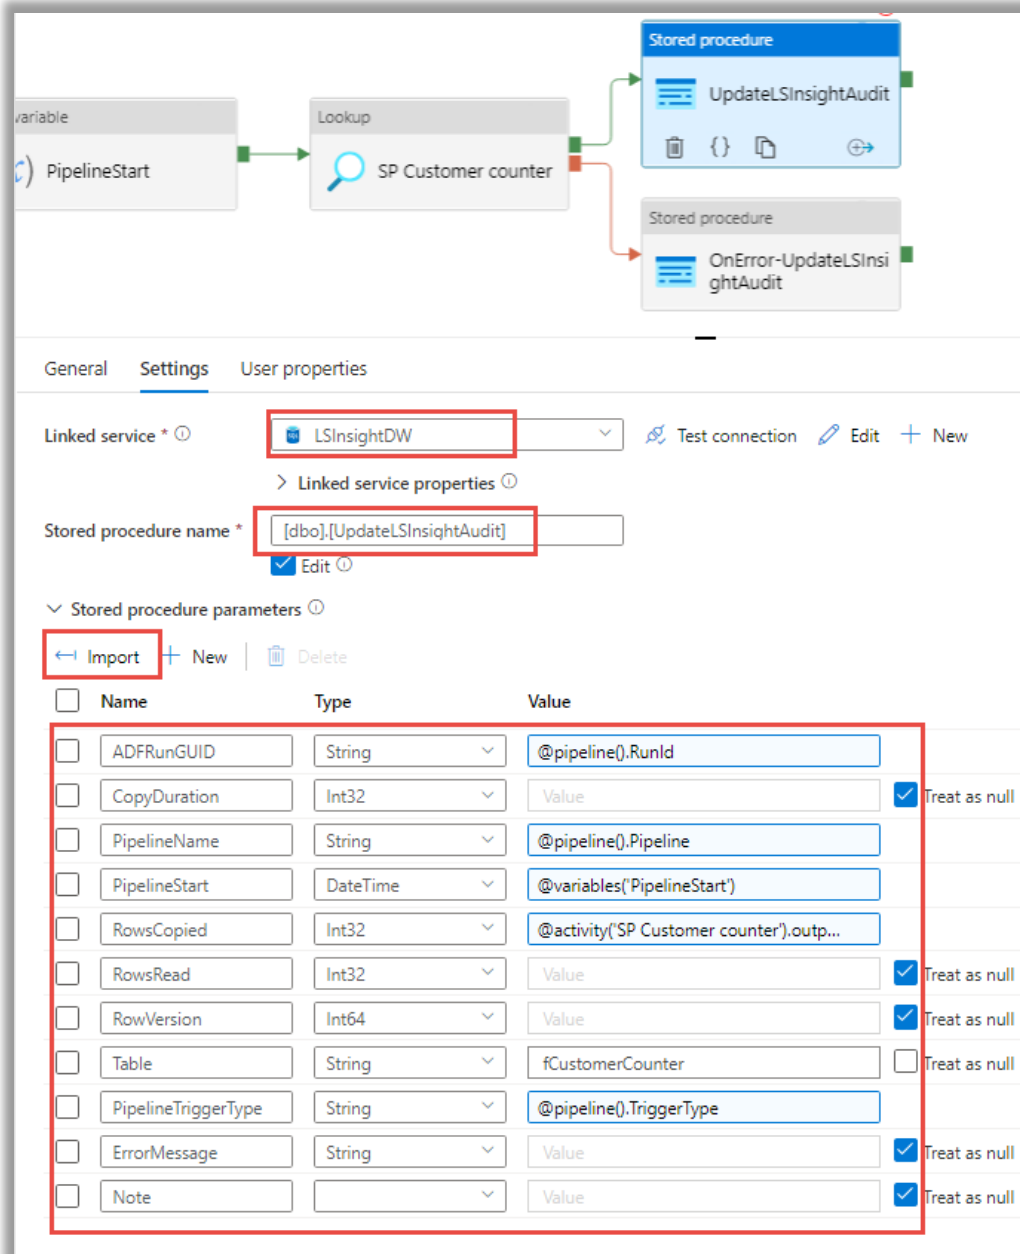 Stored procedure
UpdateLSInsightAudit
{}
variable
PipelineStart
Lookup
SP Customer counter
Stored procedure
OnError-UpdateLSInsi
ghtAudit
General Settings User properties
Linked service * LSInsightDW Test connection Edit New
Linked service properties
Stored procedure name * [dbo].[UpdateLSInsightAudit]
Edit
Stored procedure parameters
Import New Delete
Name Type Value
ADFRunGUID String @pipeline().RunId
CopyDuration Int32 Value Treat as null
PipelineName String @pipeline().Pipeline
PipelineStart DateTime @variables('PipelineStart')
RowsCopied Int32 @activity('SP Customer counter').outp...
RowsRead Int32 Value Treat as null
RowVersion Int64 Value Treat as null
Table String fCustomerCounter Treat as null
PipelineTriggerType String @pipeline().TriggerType
ErrorMessage String Value Treat as null
Note Value Treat as null